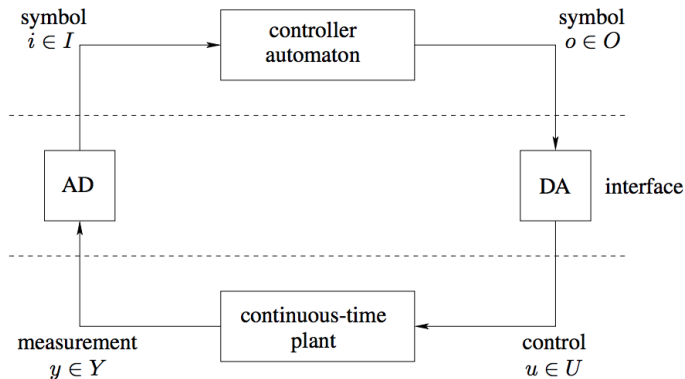 symbol
i ∈ I
controller
automaton
symbol
o ∈ O
AD
DA
interface
continuous-time
plant
measurement
y ∈ Y
control
u ∈ U